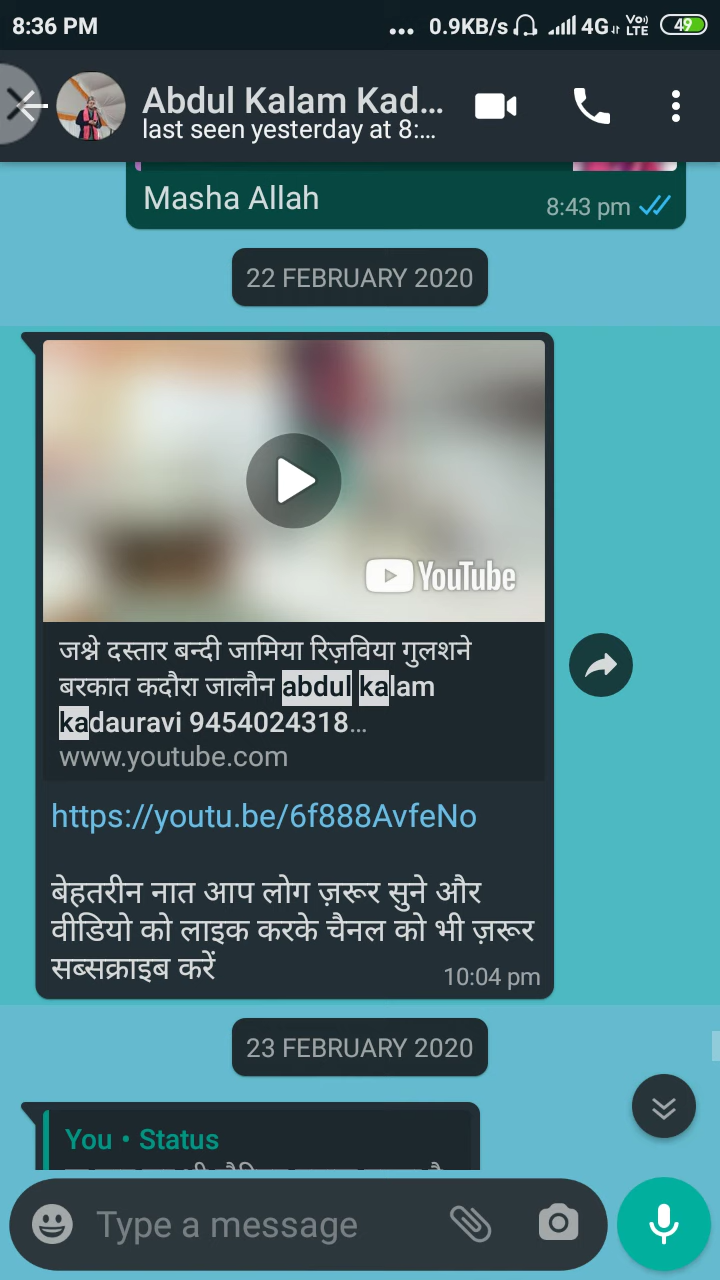 8:36 PM
... 0.9KB/s 4G Vo) LTE 49
Abdul Kalam Kad...
last seen yesterday at 8:...
Masha Allah
8:43 pm
22 FEBRUARY 2020
YouTube
जश्ने दस्तार बन्दी जामिया रिज़विया गुलशने
बरकात कदौरा जालौन abdul kalam
kadauravi 9454024318...
www.youtube.com
https://youtu.be/6f888AvfeNo
बेहतरीन नात आप लोग ज़रूर सुने और
वीडियो को लाइक करके चैनल को भी ज़रूर
सब्सक्राइब करें
10:04 pm
23 FEBRUARY 2020
You • Status
Type a message